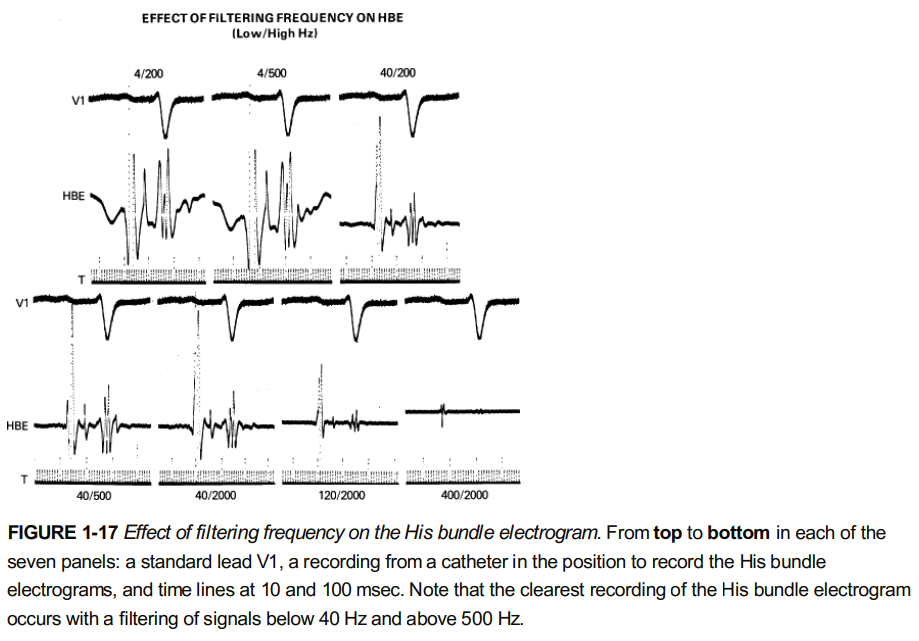 EFFECT OF FILTERING FREQUENCY ON HBE
(Low/High Hz)
4/200
4/500
40/200
V1
HBE
T
V1
HBE
T
40/500
40/2000
120/2000
400/2000
FIGURE 1-17 Effect of filtering frequency on the His bundle electrogram. From top to bottom in each of the
seven panels: a standard lead V1, a recording from a catheter in the position to record the His bundle
electrograms, and time lines at 10 and 100 msec. Note that the clearest recording of the His bundle electrogram
occurs with a filtering of signals below 40 Hz and above 500 Hz.